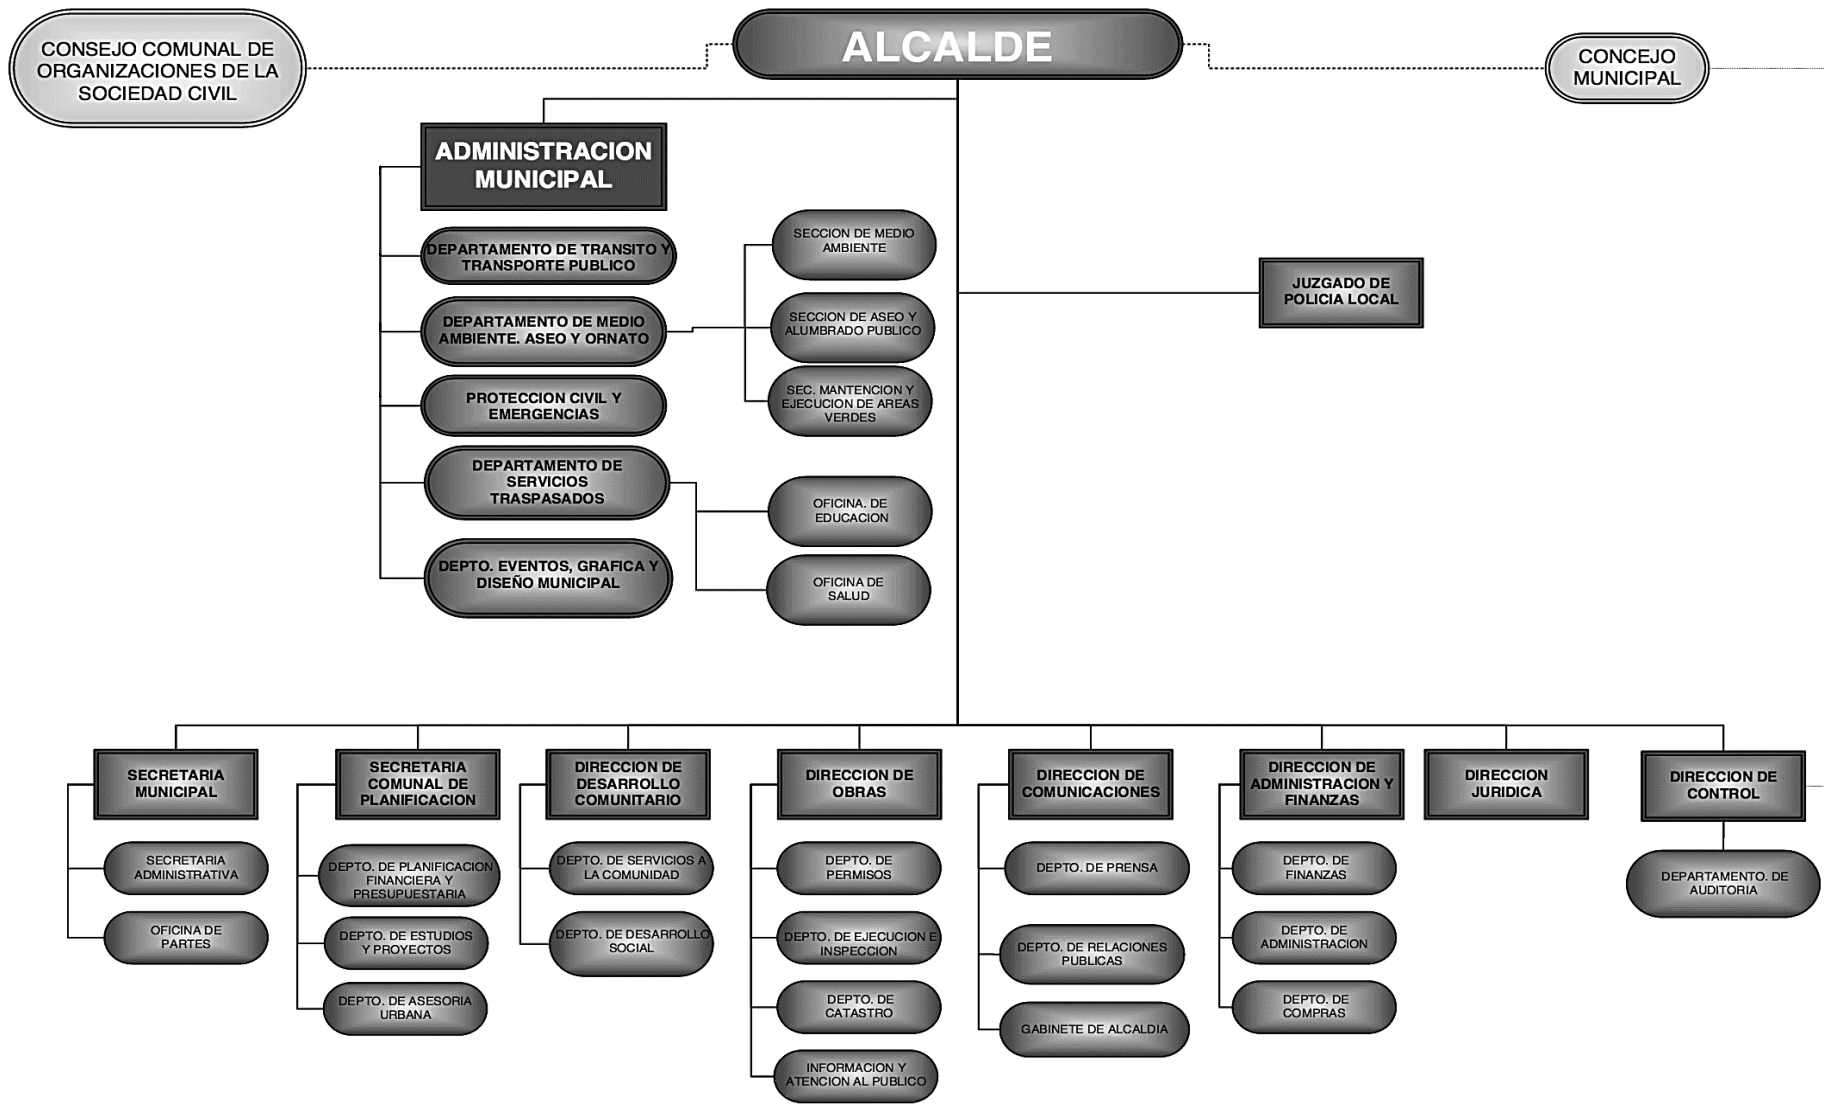 CONSEJO COMUNAL DE
ORGANIZACIONES DE LA
SOCIEDAD CIVIL
ALCALDE
CONCEJO
MUNICIPAL
ADMINISTRACION
MUNICIPAL
DEPARTAMENTO DE TRANSITO Y
TRANSPORTE PUBLICO
DEPARTAMENTO DE MEDIO
AMBIENTE. ASEO Y ORNATO
PROTECCION CIVIL Y
EMERGENCIAS
DEPARTAMENTO DE
SERVICIOS
TRASPASADOS
DEPTO. EVENTOS, GRAFICA Y
DISEÑO MUNICIPAL
SECCION DE MEDIO
AMBIENTE
SECCION DE ASEO Y
ALUMBRADO PUBLICO
SEC. MANTENCION Y
EJECUCION DE AREAS
VERDES
OFICINA. DE
EDUCACION
OFICINA DE
SALUD
JUZGADO DE
POLICIA LOCAL
SECRETARIA
MUNICIPAL
SECRETARIA
ADMINISTRATIVA
OFICINA DE
PARTES
SECRETARIA
COMUNAL DE
PLANIFICACION
DEPTO. DE PLANIFICACION
FINANCIERA Y
PRESUPUESTARIA
DEPTO. DE ESTUDIOS
Y PROYECTOS
DEPTO. DE ASESORIA
URBANA
DIRECCION DE
DESARROLLO
COMUNITARIO
DEPTO. DE SERVICIOS A
LA COMUNIDAD
DEPTO. DE DESARROLLO
SOCIAL
DIRECCION DE
OBRAS
DEPTO. DE
PERMISOS
DEPTO. DE EJECUCION E
INSPECCION
DEPTO. DE
CATASTRO
INFORMACION Y
ATENCION AL PUBLICO
DIRECCION DE
COMUNICACIONES
DEPTO. DE PRENSA
DEPTO. DE RELACIONES
PUBLICAS
GABINETE DE ALCALDIA
DIRECCION DE
ADMINISTRACION Y
FINANZAS
DEPTO. DE
FINANZAS
DEPTO. DE
ADMINISTRACION
DEPTO. DE
COMPRAS
DIRECCION
JURIDICA
DIRECCION DE
CONTROL
DEPARTAMENTO. DE
AUDITORIA